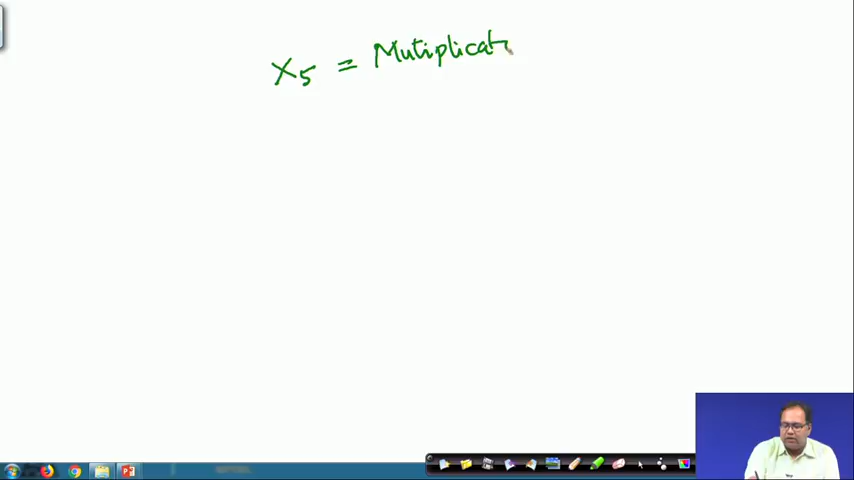 X5 = Mutiplicat